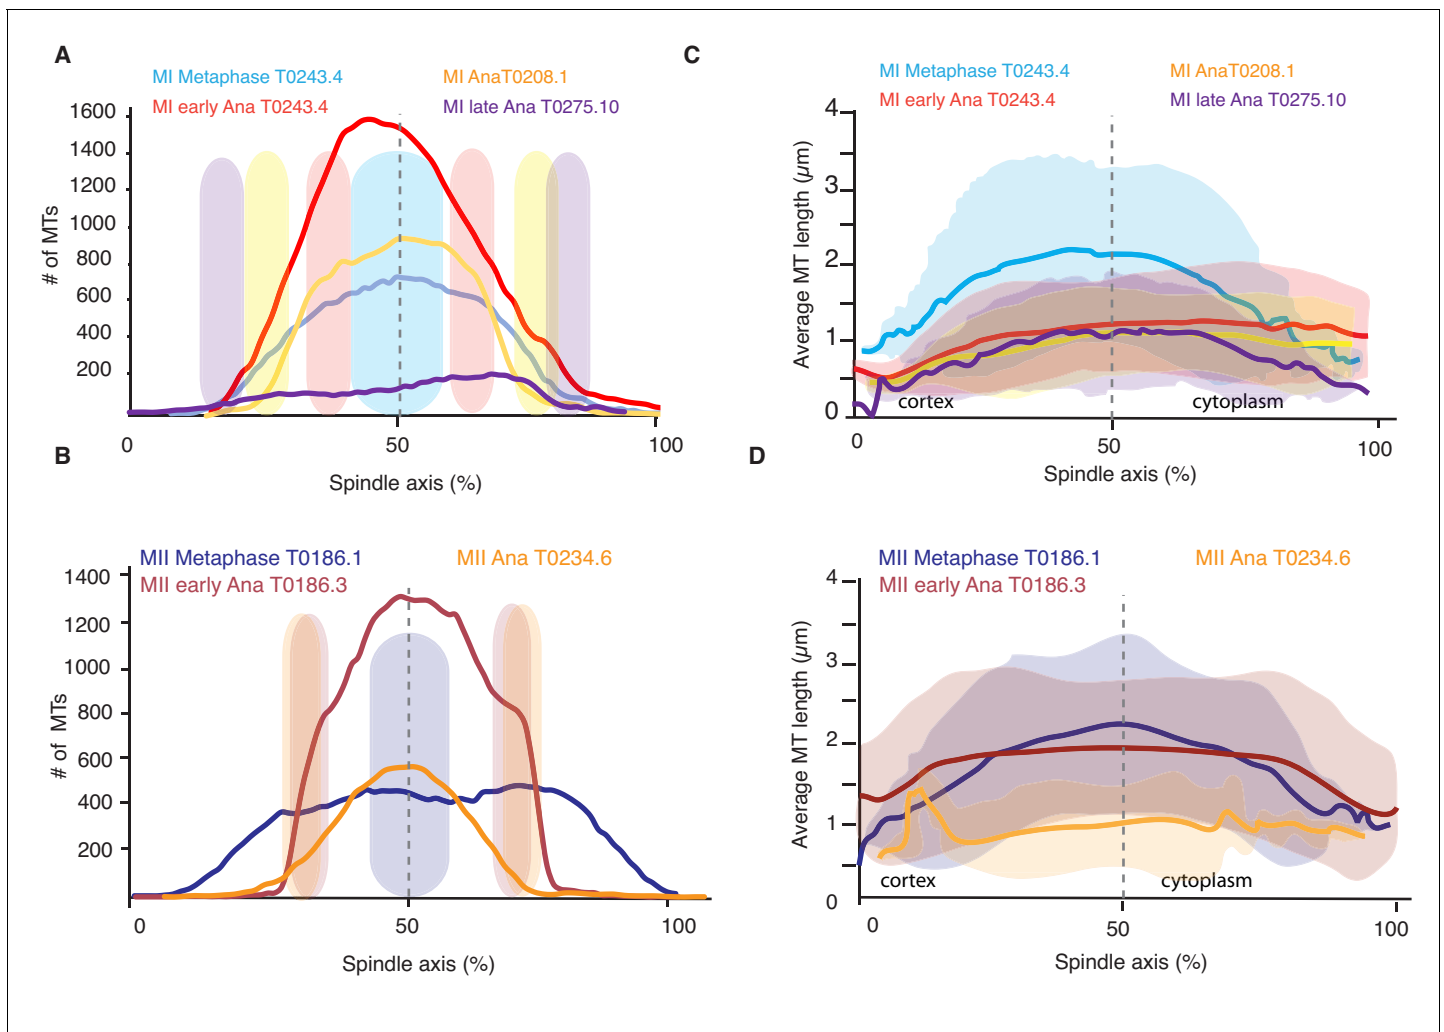 A
MI Metaphase T0243.4
MI AnaT0208.1
MI early Ana T0243.4
MI late Ana T0275.10
1600
1400
1200
1000
800
600
400
200
0
# of MTs
0
50
100
Spindle axis (%)
B
MII Metaphase T0186.1
MII Ana T0234.6
MII early Ana T0186.3
1400
1200
1000
800
600
400
200
# of MTs
0
50
100
Spindle axis (%)
C
MI Metaphase T0243.4
MI AnaT0208.1
MI early Ana T0243.4
MI late Ana T0275.10
4
3
2
1
0
Average MT length (µm)
cortex
cytoplasm
0
50
100
Spindle axis (%)
D
MII Metaphase T0186.1
MII Ana T0234.6
MII early Ana T0186.3
4
3
2
1
0
Average MT length (µm)
cortex
cytoplasm
0
50
100
Spindle axis (%)